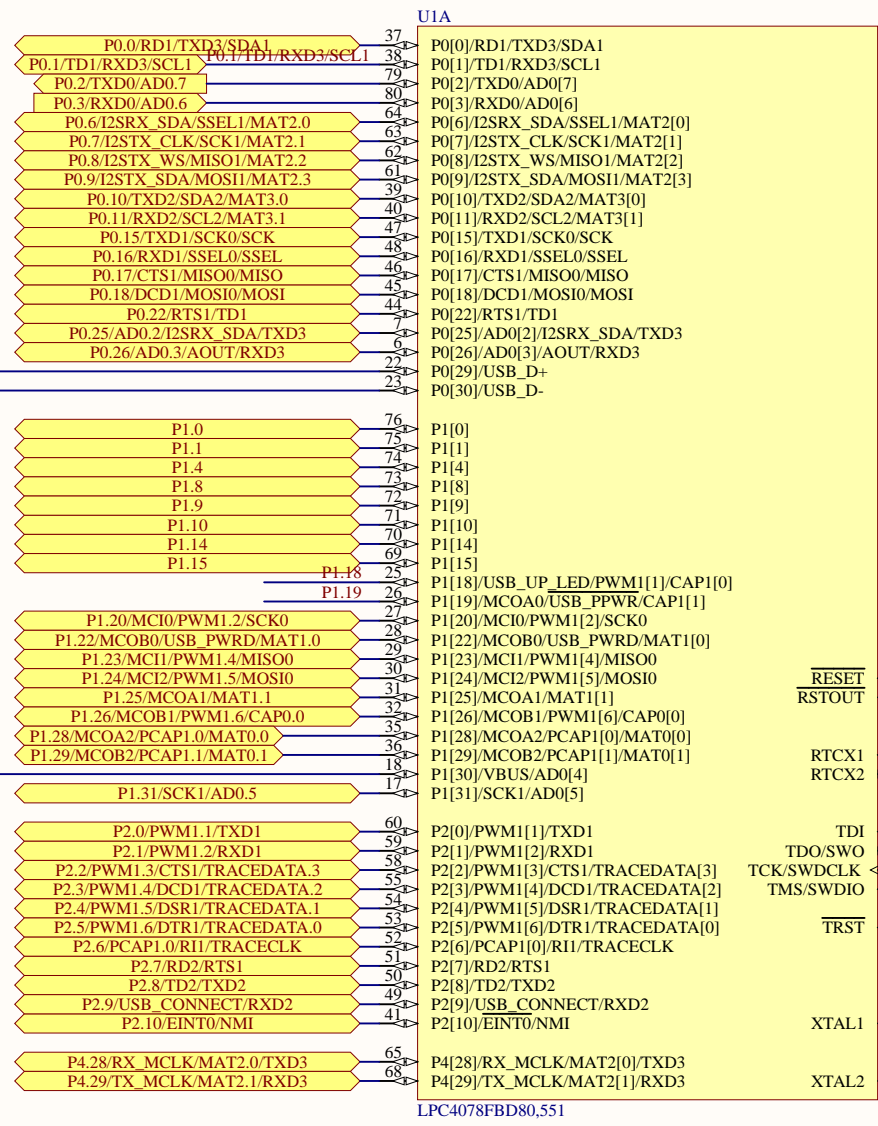 U1A
P0.0/RD1/TXD3/SDA1 37 P0[0]/RD1/TXD3/SDA1
P0.1/TD1/RXD3/SCL1 P0.1/TD1/RXD3/SCL1 38 P0[1]/TD1/RXD3/SCL1
P0.2/TXD0/AD0.7 79 P0[2]/TXD0/AD0[7]
P0.3/RXD0/AD0.6 80 P0[3]/RXD0/AD0[6]
P0.6/I2SRX_SDA/SSEL1/MAT2.0 64 P0[6]/I2SRX_SDA/SSEL1/MAT2[0]
P0.7/I2STX_CLK/SCK1/MAT2.1 63 P0[7]/I2STX_CLK/SCK1/MAT2[1]
P0.8/I2STX_WS/MISO1/MAT2.2 62 P0[8]/I2STX_WS/MISO1/MAT2[2]
P0.9/I2STX_SDA/MOSI1/MAT2.3 61 P0[9]/I2STX_SDA/MOSI1/MAT2[3]
P0.10/TXD2/SDA2/MAT3.0 39 P0[10]/TXD2/SDA2/MAT3[0]
P0.11/RXD2/SCL2/MAT3.1 40 P0[11]/RXD2/SCL2/MAT3[1]
P0.15/TXD1/SCK0/SCK 47 P0[15]/TXD1/SCK0/SCK
P0.16/RXD1/SSEL0/SSEL 48 P0[16]/RXD1/SSEL0/SSEL
P0.17/CTS1/MISO0/MISO 46 P0[17]/CTS1/MISO0/MISO
P0.18/DCD1/MOSI0/MOSI 45 P0[18]/DCD1/MOSI0/MOSI
P0.22/RTS1/TD1 44 P0[22]/RTS1/TD1
P0.25/AD0.2/I2SRX_SDA/TXD3 7 P0[25]/AD0[2]/I2SRX_SDA/TXD3
P0.26/AD0.3/AOUT/RXD3 6 P0[26]/AD0[3]/AOUT/RXD3
22 P0[29]/USB_D+
23 P0[30]/USB_D-
P1.0 76 P1[0]
P1.1 75 P1[1]
P1.4 74 P1[4]
P1.8 73 P1[8]
P1.9 72 P1[9]
P1.10 71 P1[10]
P1.14 70 P1[14]
P1.15 69 P1[15]
P1.18 25 P1[18]/USB_UP_LED/PWM1[1]/CAP1[0]
P1.19 26 P1[19]/MCOA0/USB_PPWR/CAP1[1]
P1.20/MCI0/PWM1.2/SCK0 27 P1[20]/MCI0/PWM1[2]/SCK0
P1.22/MCOB0/USB_PWRD/MAT1.0 28 P1[22]/MCOB0/USB_PWRD/MAT1[0]
P1.23/MCI1/PWM1.4/MISO0 29 P1[23]/MCI1/PWM1[4]/MISO0
P1.24/MCI2/PWM1.5/MOSI0 30 P1[24]/MCI2/PWM1[5]/MOSI0 RESET
P1.25/MCOA1/MAT1.1 31 P1[25]/MCOA1/MAT1[1] RSTOUT
P1.26/MCOB1/PWM1.6/CAP0.0 32 P1[26]/MCOB1/PWM1[6]/CAP0[0]
P1.28/MCOA2/PCAP1.0/MAT0.0 35 P1[28]/MCOA2/PCAP1[0]/MAT0[0]
P1.29/MCOB2/PCAP1.1/MAT0.1 36 P1[29]/MCOB2/PCAP1[1]/MAT0[1] RTCX1
18 P1[30]/VBUS/AD0[4] RTCX2
P1.31/SCK1/AD0.5 17 P1[31]/SCK1/AD0[5]
P2.0/PWM1.1/TXD1 60 P2[0]/PWM1[1]/TXD1 TDI
P2.1/PWM1.2/RXD1 59 P2[1]/PWM1[2]/RXD1 TDO/SWO
P2.2/PWM1.3/CTS1/TRACEDATA.3 58 P2[2]/PWM1[3]/CTS1/TRACEDATA[3] TCK/SWDCLK
P2.3/PWM1.4/DCD1/TRACEDATA.2 55 P2[3]/PWM1[4]/DCD1/TRACEDATA[2] TMS/SWDIO
P2.4/PWM1.5/DSR1/TRACEDATA.1 54 P2[4]/PWM1[5]/DSR1/TRACEDATA[1]
P2.5/PWM1.6/DTR1/TRACEDATA.0 53 P2[5]/PWM1[6]/DTR1/TRACEDATA[0] TRST
P2.6/PCAP1.0/RI1/TRACECLK 52 P2[6]/PCAP1[0]/RI1/TRACECLK
P2.7/RD2/RTS1 51 P2[7]/RD2/RTS1
P2.8/TD2/TXD2 50 P2[8]/TD2/TXD2
P2.9/USB_CONNECT/RXD2 49 P2[9]/USB_CONNECT/RXD2
P2.10/EINT0/NMI 41 P2[10]/EINT0/NMI XTAL1
P4.28/RX_MCLK/MAT2.0/TXD3 65 P4[28]/RX_MCLK/MAT2[0]/TXD3
P4.29/TX_MCLK/MAT2.1/RXD3 68 P4[29]/TX_MCLK/MAT2[1]/RXD3 XTAL2
LPC4078FBD80,551